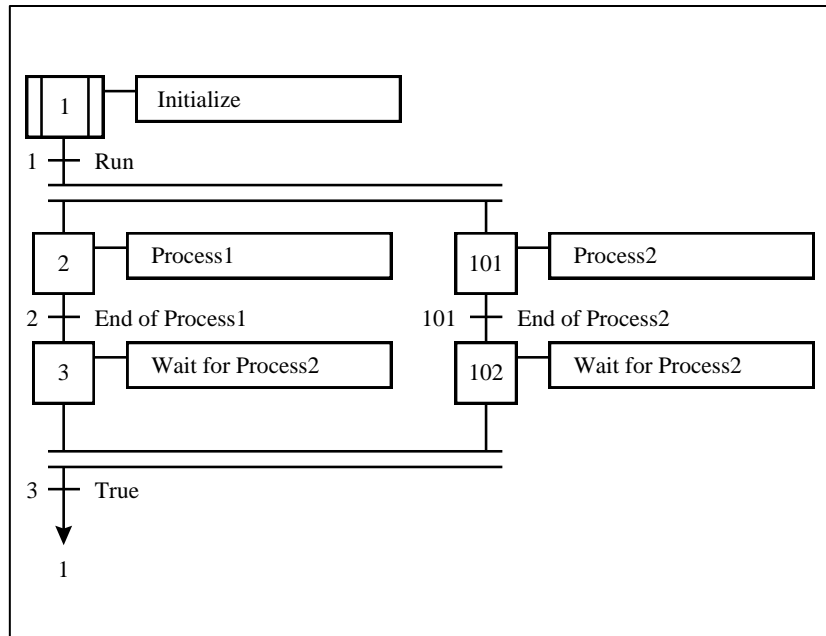 1 Initialize
1 Run
2 Process1 101 Process2
2 End of Process1 101 End of Process2
3 Wait for Process2 102 Wait for Process2
3 True
1